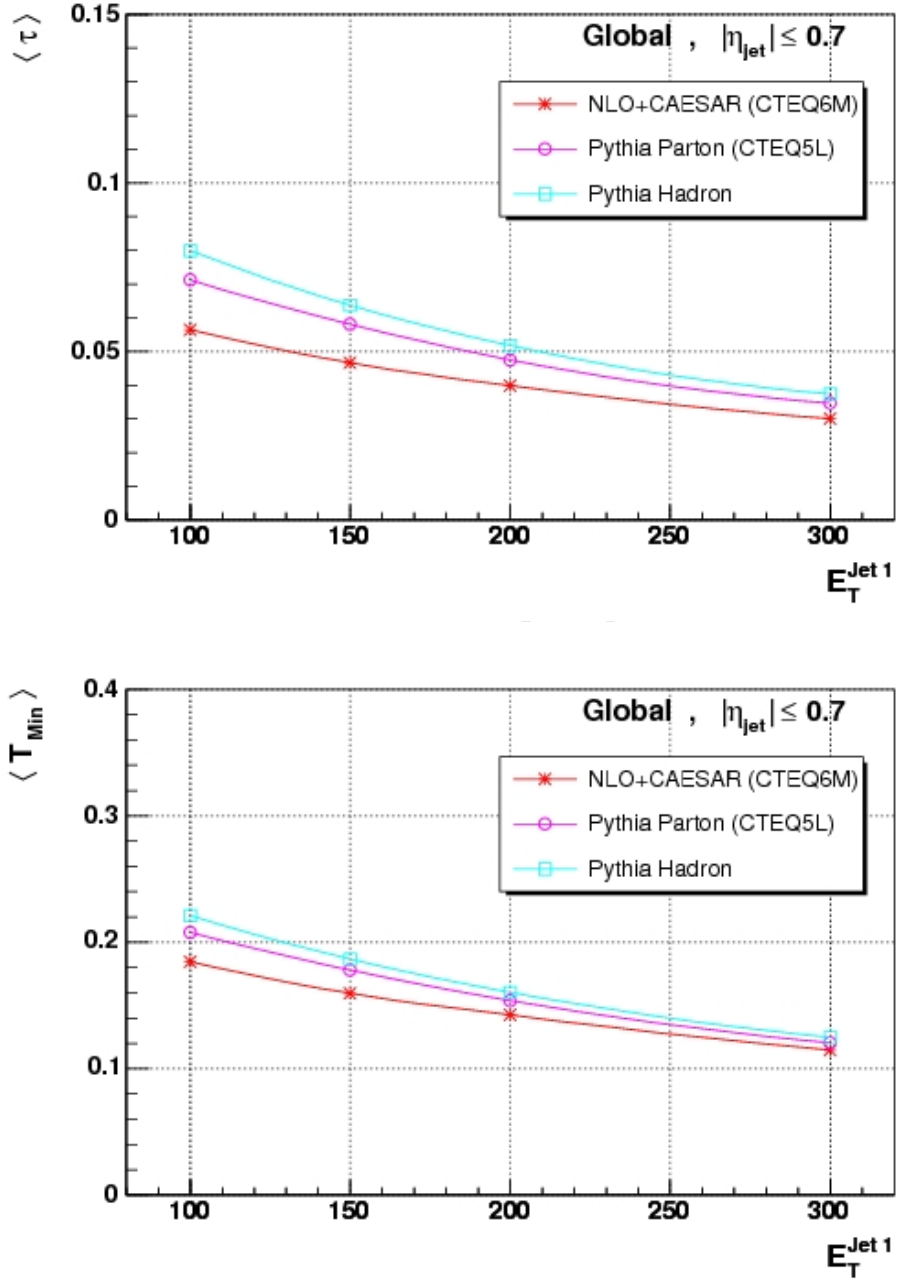 ⟨ τ ⟩
0.15
Global , |η_jet| ≤ 0.7
NLO+CAESAR (CTEQ6M)
Pythia Parton (CTEQ5L)
Pythia Hadron
0.1
0.05
0
100 150 200 250 300
E_T^Jet 1
⟨ T_Min ⟩
0.4
Global , |η_jet| ≤ 0.7
NLO+CAESAR (CTEQ6M)
Pythia Parton (CTEQ5L)
Pythia Hadron
0.3
0.2
0.1
0
100 150 200 250 300
E_T^Jet 1